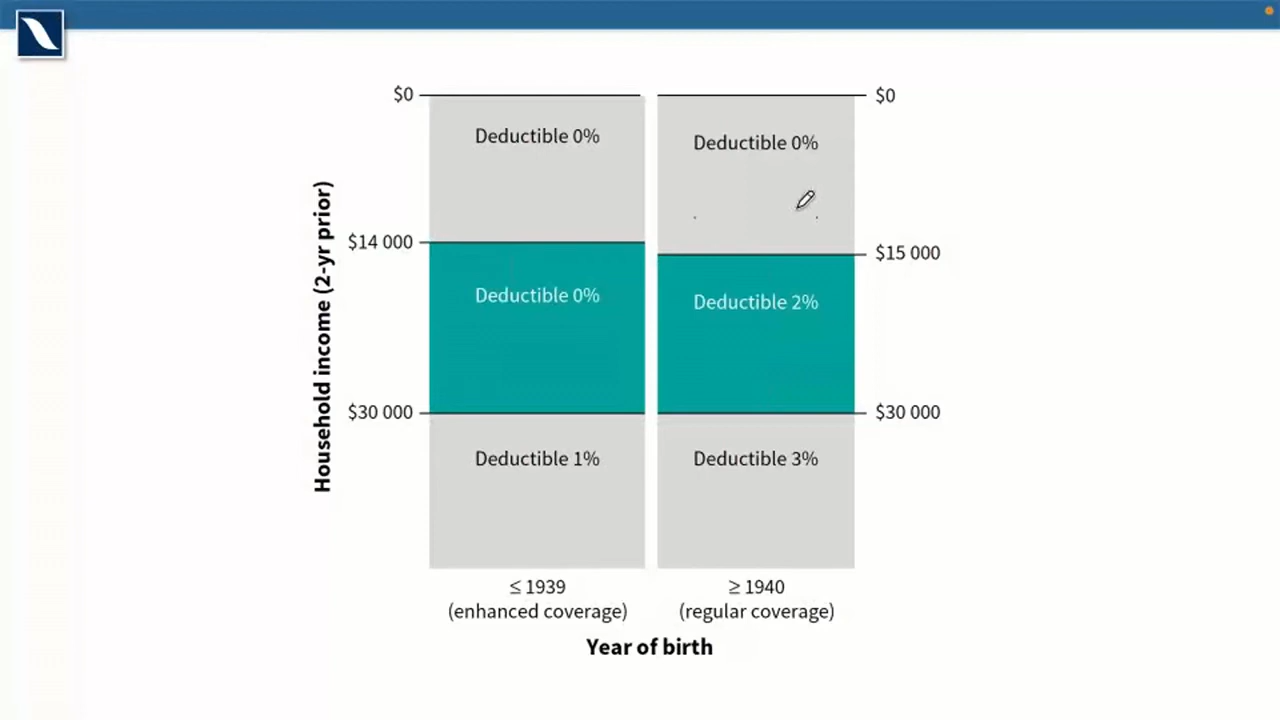 $0
$0
Deductible 0%
Deductible 0%
$14 000
$15 000
Deductible 0%
Deductible 2%
$30 000
$30 000
Deductible 1%
Deductible 3%
Household income (2-yr prior)
≤ 1939
(enhanced coverage)
≥ 1940
(regular coverage)
Year of birth